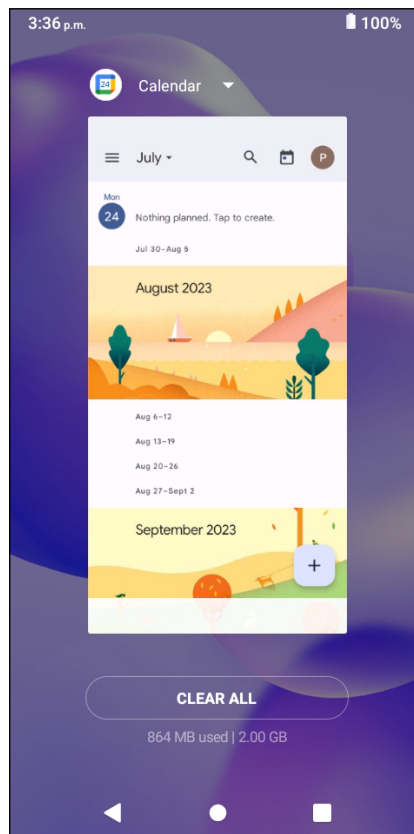 3:36 p.m. 100%
24 Calendar
July P
Mon
24 Nothing planned. Tap to create.
Jul 30–Aug 5
August 2023
Aug 6–12
Aug 13–19
Aug 20–26
Aug 27–Sept 2
September 2023
+
CLEAR ALL
864 MB used | 2.00 GB